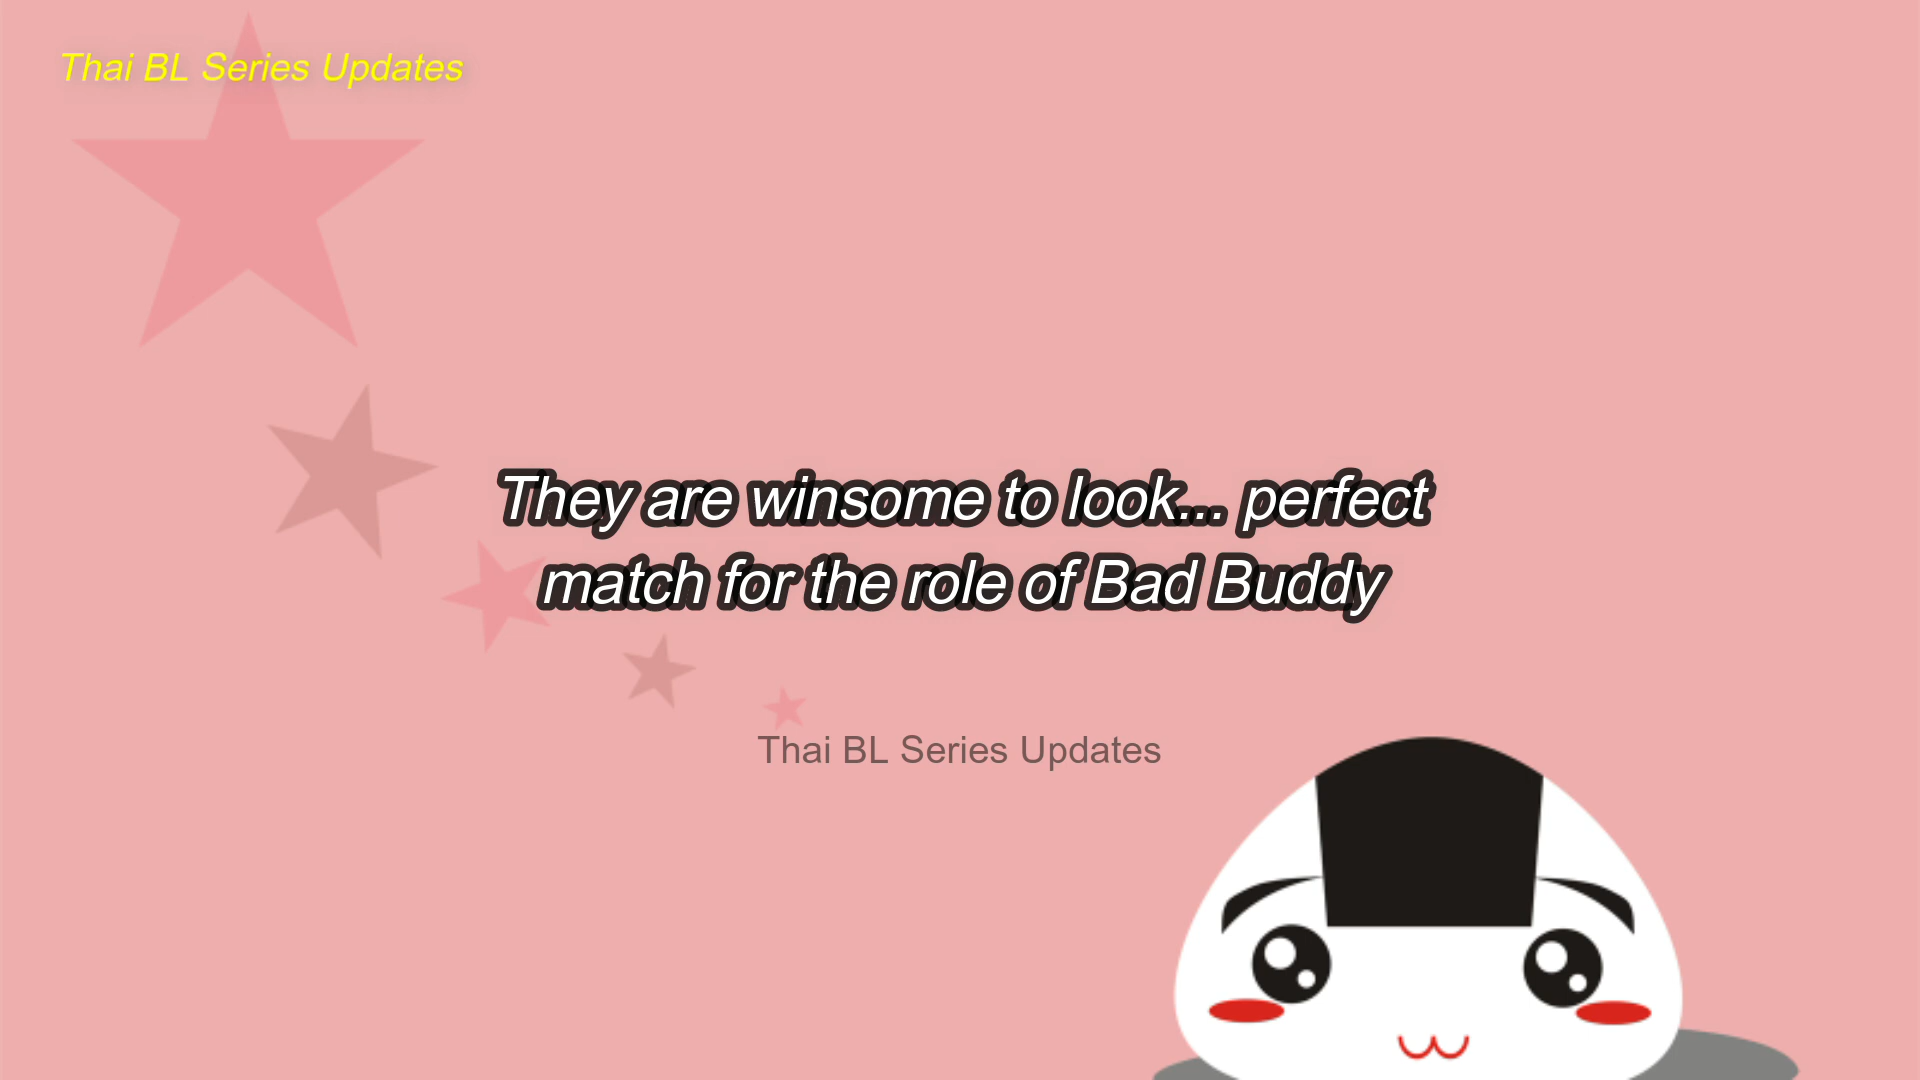 Thai BL Series Updates
They are winsome to look... perfect
match for the role of Bad Buddy
Thai BL Series Updates